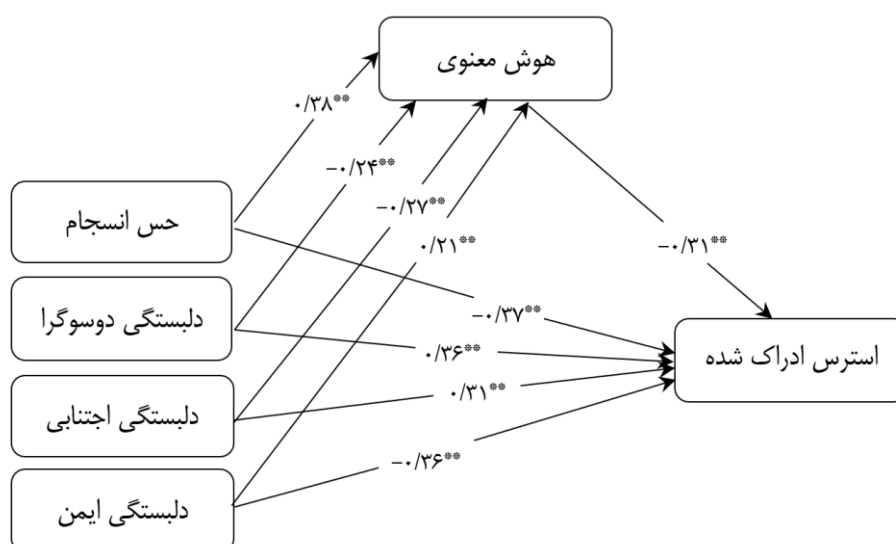 هوش معنوی
۰/۳۸**
−۰/۲۴**
−۰/۲۷**
حس انسجام
۰/۲۱**
−۰/۳۱**
دلبستگی دوسوگرا
−۰/۳۷**
استرس ادراک شده
۰/۳۶**
۰/۳۱**
دلبستگی اجتنابی
−۰/۳۶**
دلبستگی ایمن